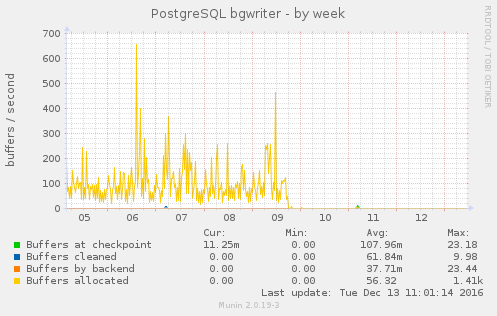 PostgreSQL bgwriter - by week
RRDTOOL / TOBI OETIKER
buffers / second
700
600
500
400
300
200
100
0
05 06 07 08 09 10 11 12
Cur: Min: Avg: Max:
Buffers at checkpoint 11.25m 0.00 107.96m 23.18
Buffers cleaned 0.00 0.00 61.84m 9.98
Buffers by backend 0.00 0.00 37.71m 23.44
Buffers allocated 0.00 0.00 56.32 1.41k
Last update: Tue Dec 13 11:01:14 2016
Munin 2.0.19-3